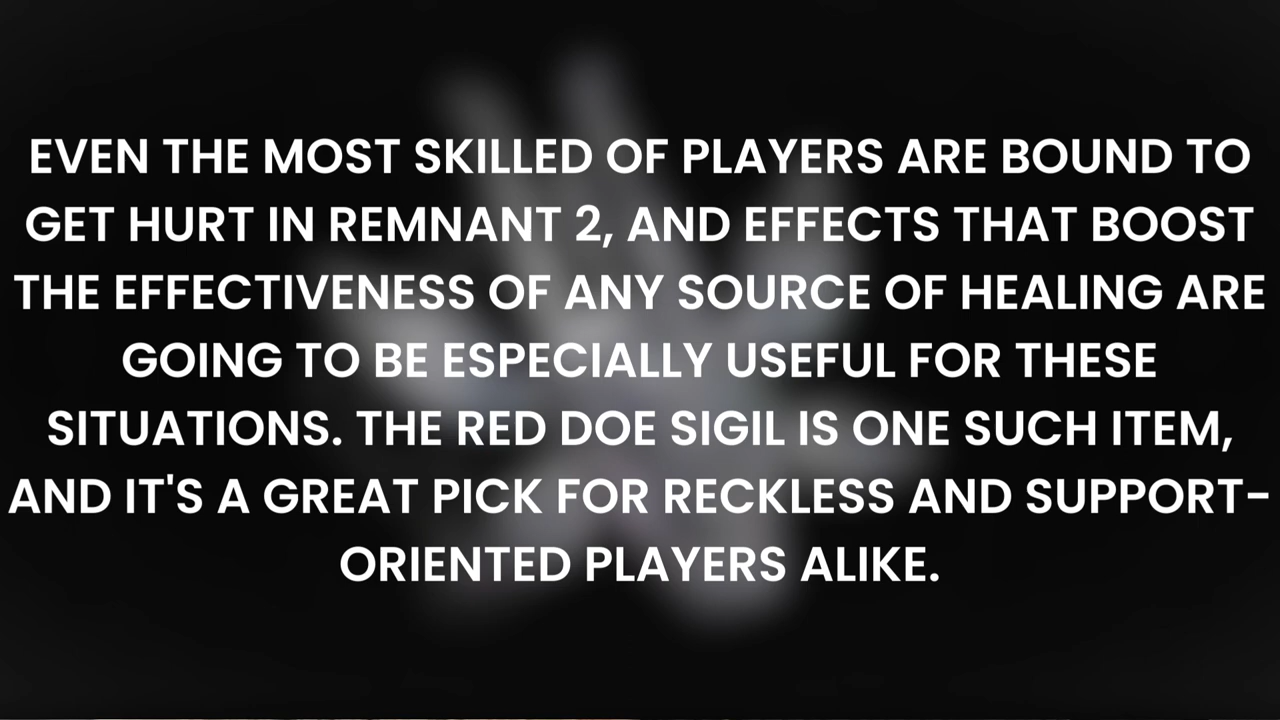 EVEN THE MOST SKILLED OF PLAYERS ARE BOUND TO
GET HURT IN REMNANT 2, AND EFFECTS THAT BOOST
THE EFFECTIVENESS OF ANY SOURCE OF HEALING ARE
GOING TO BE ESPECIALLY USEFUL FOR THESE
SITUATIONS. THE RED DOE SIGIL IS ONE SUCH ITEM,
AND IT'S A GREAT PICK FOR RECKLESS AND SUPPORT-
ORIENTED PLAYERS ALIKE.